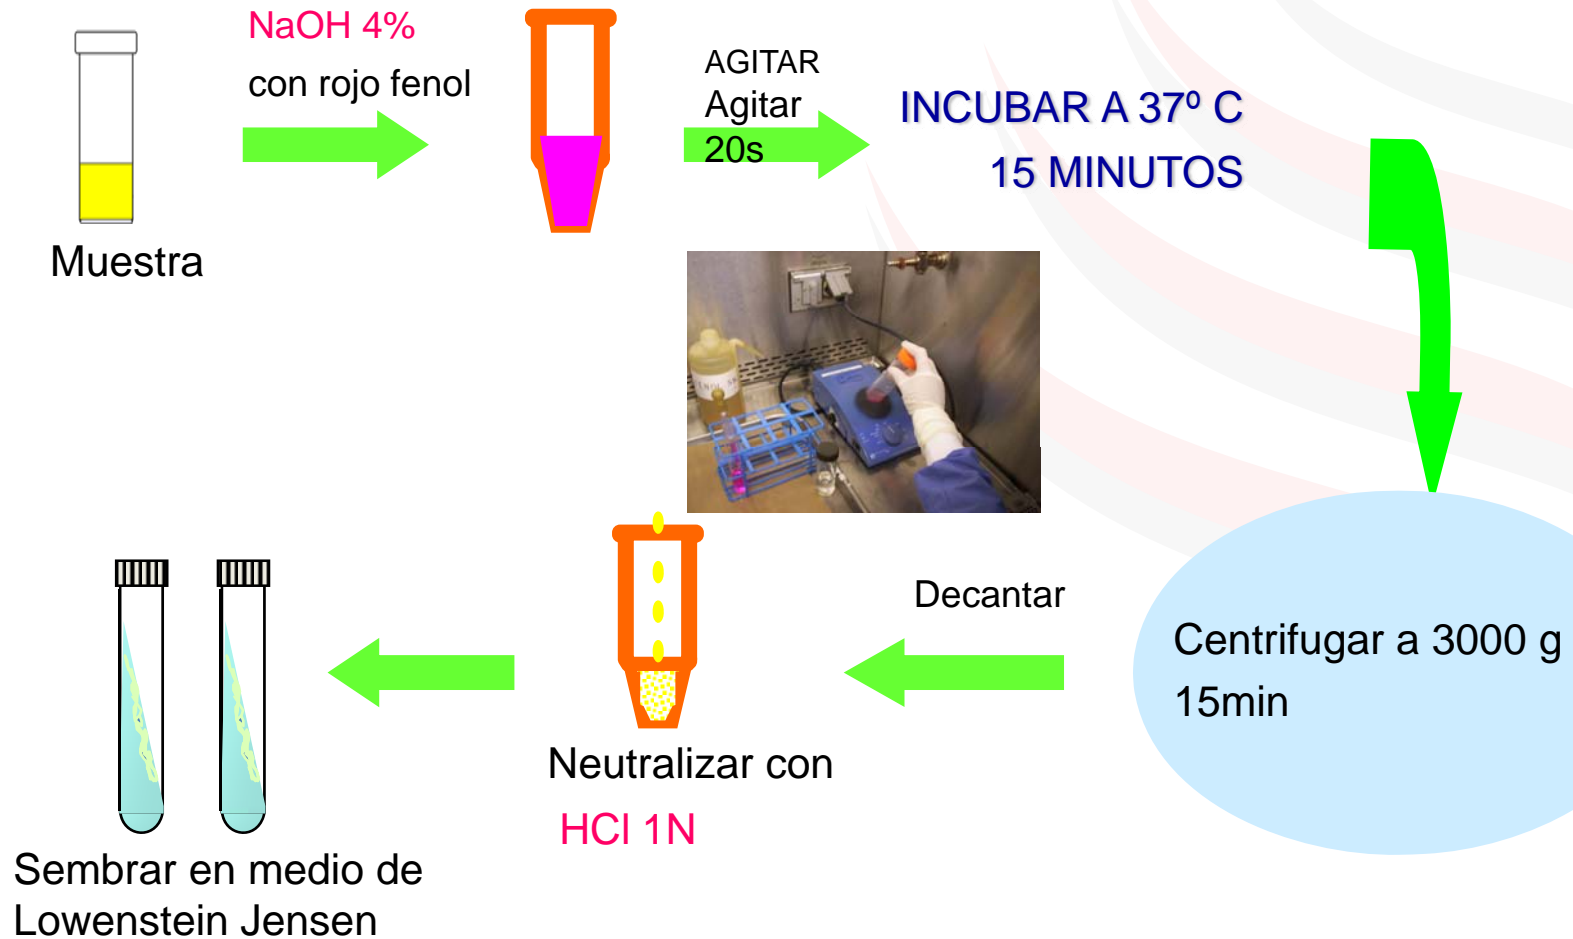 NaOH 4%
con rojo fenol
Muestra
AGITAR
Agitar
20s
INCUBAR A 37º C
15 MINUTOS
Centrifugar a 3000 g
15min
Decantar
Neutralizar con
HCl 1N
Sembrar en medio de
Lowenstein Jensen